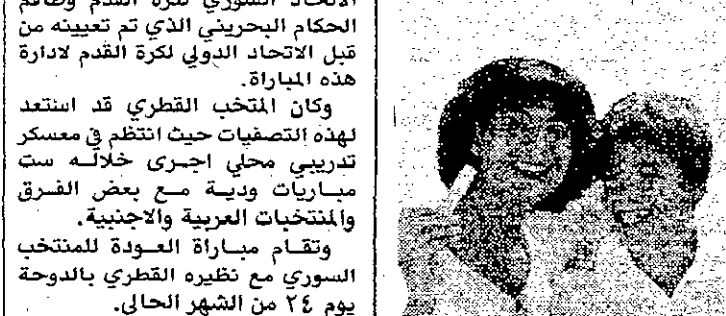 الاتحاد السوري لكرة القدم وطاقم
الحكام البحريني الذي تم تعيينه من
قبل الاتحاد الدولي لكرة القدم لادارة
هذه المباراة.
وكان المتخب القطري قد استعد
لهذه التصفيات حيث انتظم في معسكر
تدريبي محلي اجرى خلاله ست
مباريات ودية مع بعض الفرق
والمنتخبات العربية والاجنبية.
وتقام مباراة العودة للمنتخب
السوري مع نظيره القطري بالدوحة
يوم ٢٤ من الشهر الحالي.